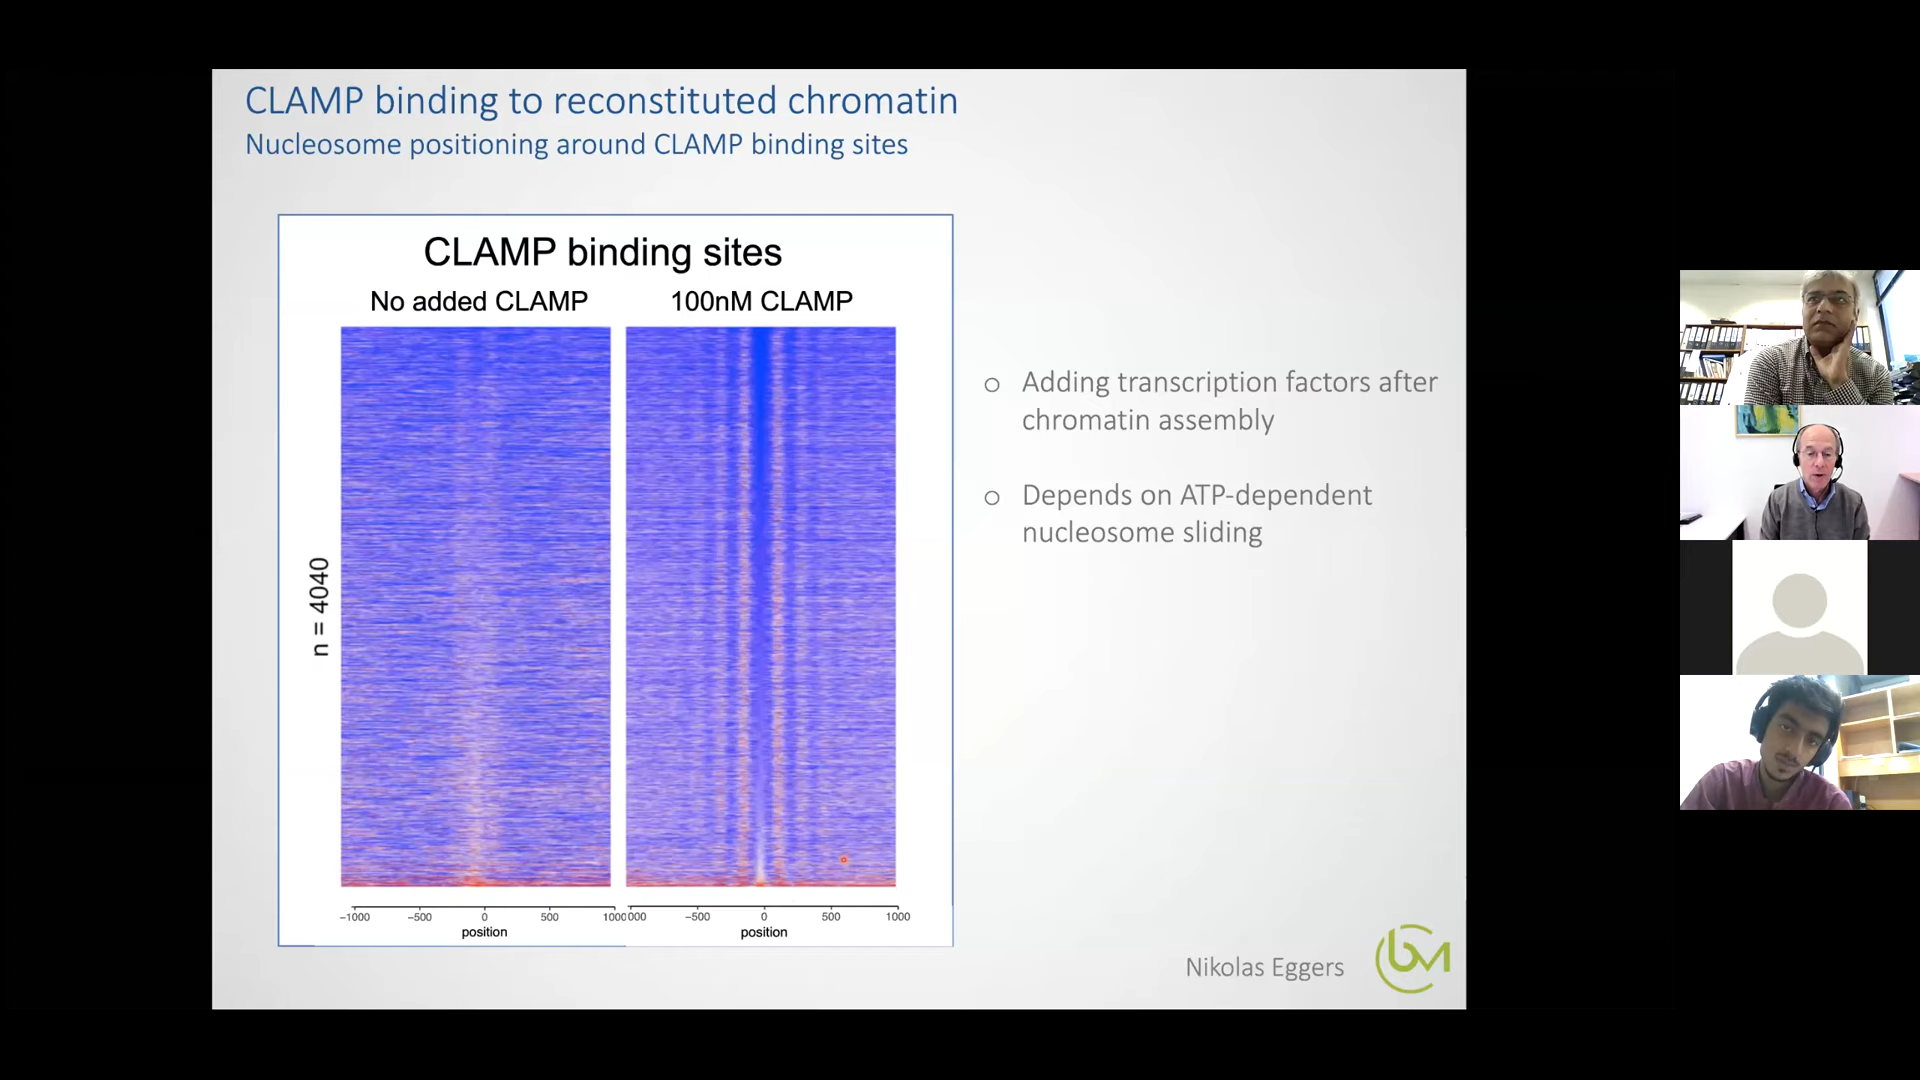 CLAMP binding to reconstituted chromatin
Nucleosome positioning around CLAMP binding sites
CLAMP binding sites
No added CLAMP
100nM CLAMP
n = 4040
−1000
−500
0
500
1000
000
−500
0
500
1000
position
position
○ Adding transcription factors after
chromatin assembly
○ Depends on ATP-dependent
nucleosome sliding
Nikolas Eggers
BM